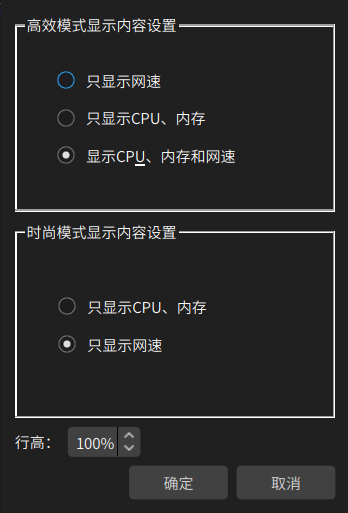 高效模式显示内容设置
只显示网速
只显示CPU、内存
显示CPU、内存和网速
时尚模式显示内容设置
只显示CPU、内存
只显示网速
行高： 100%
确定 取消